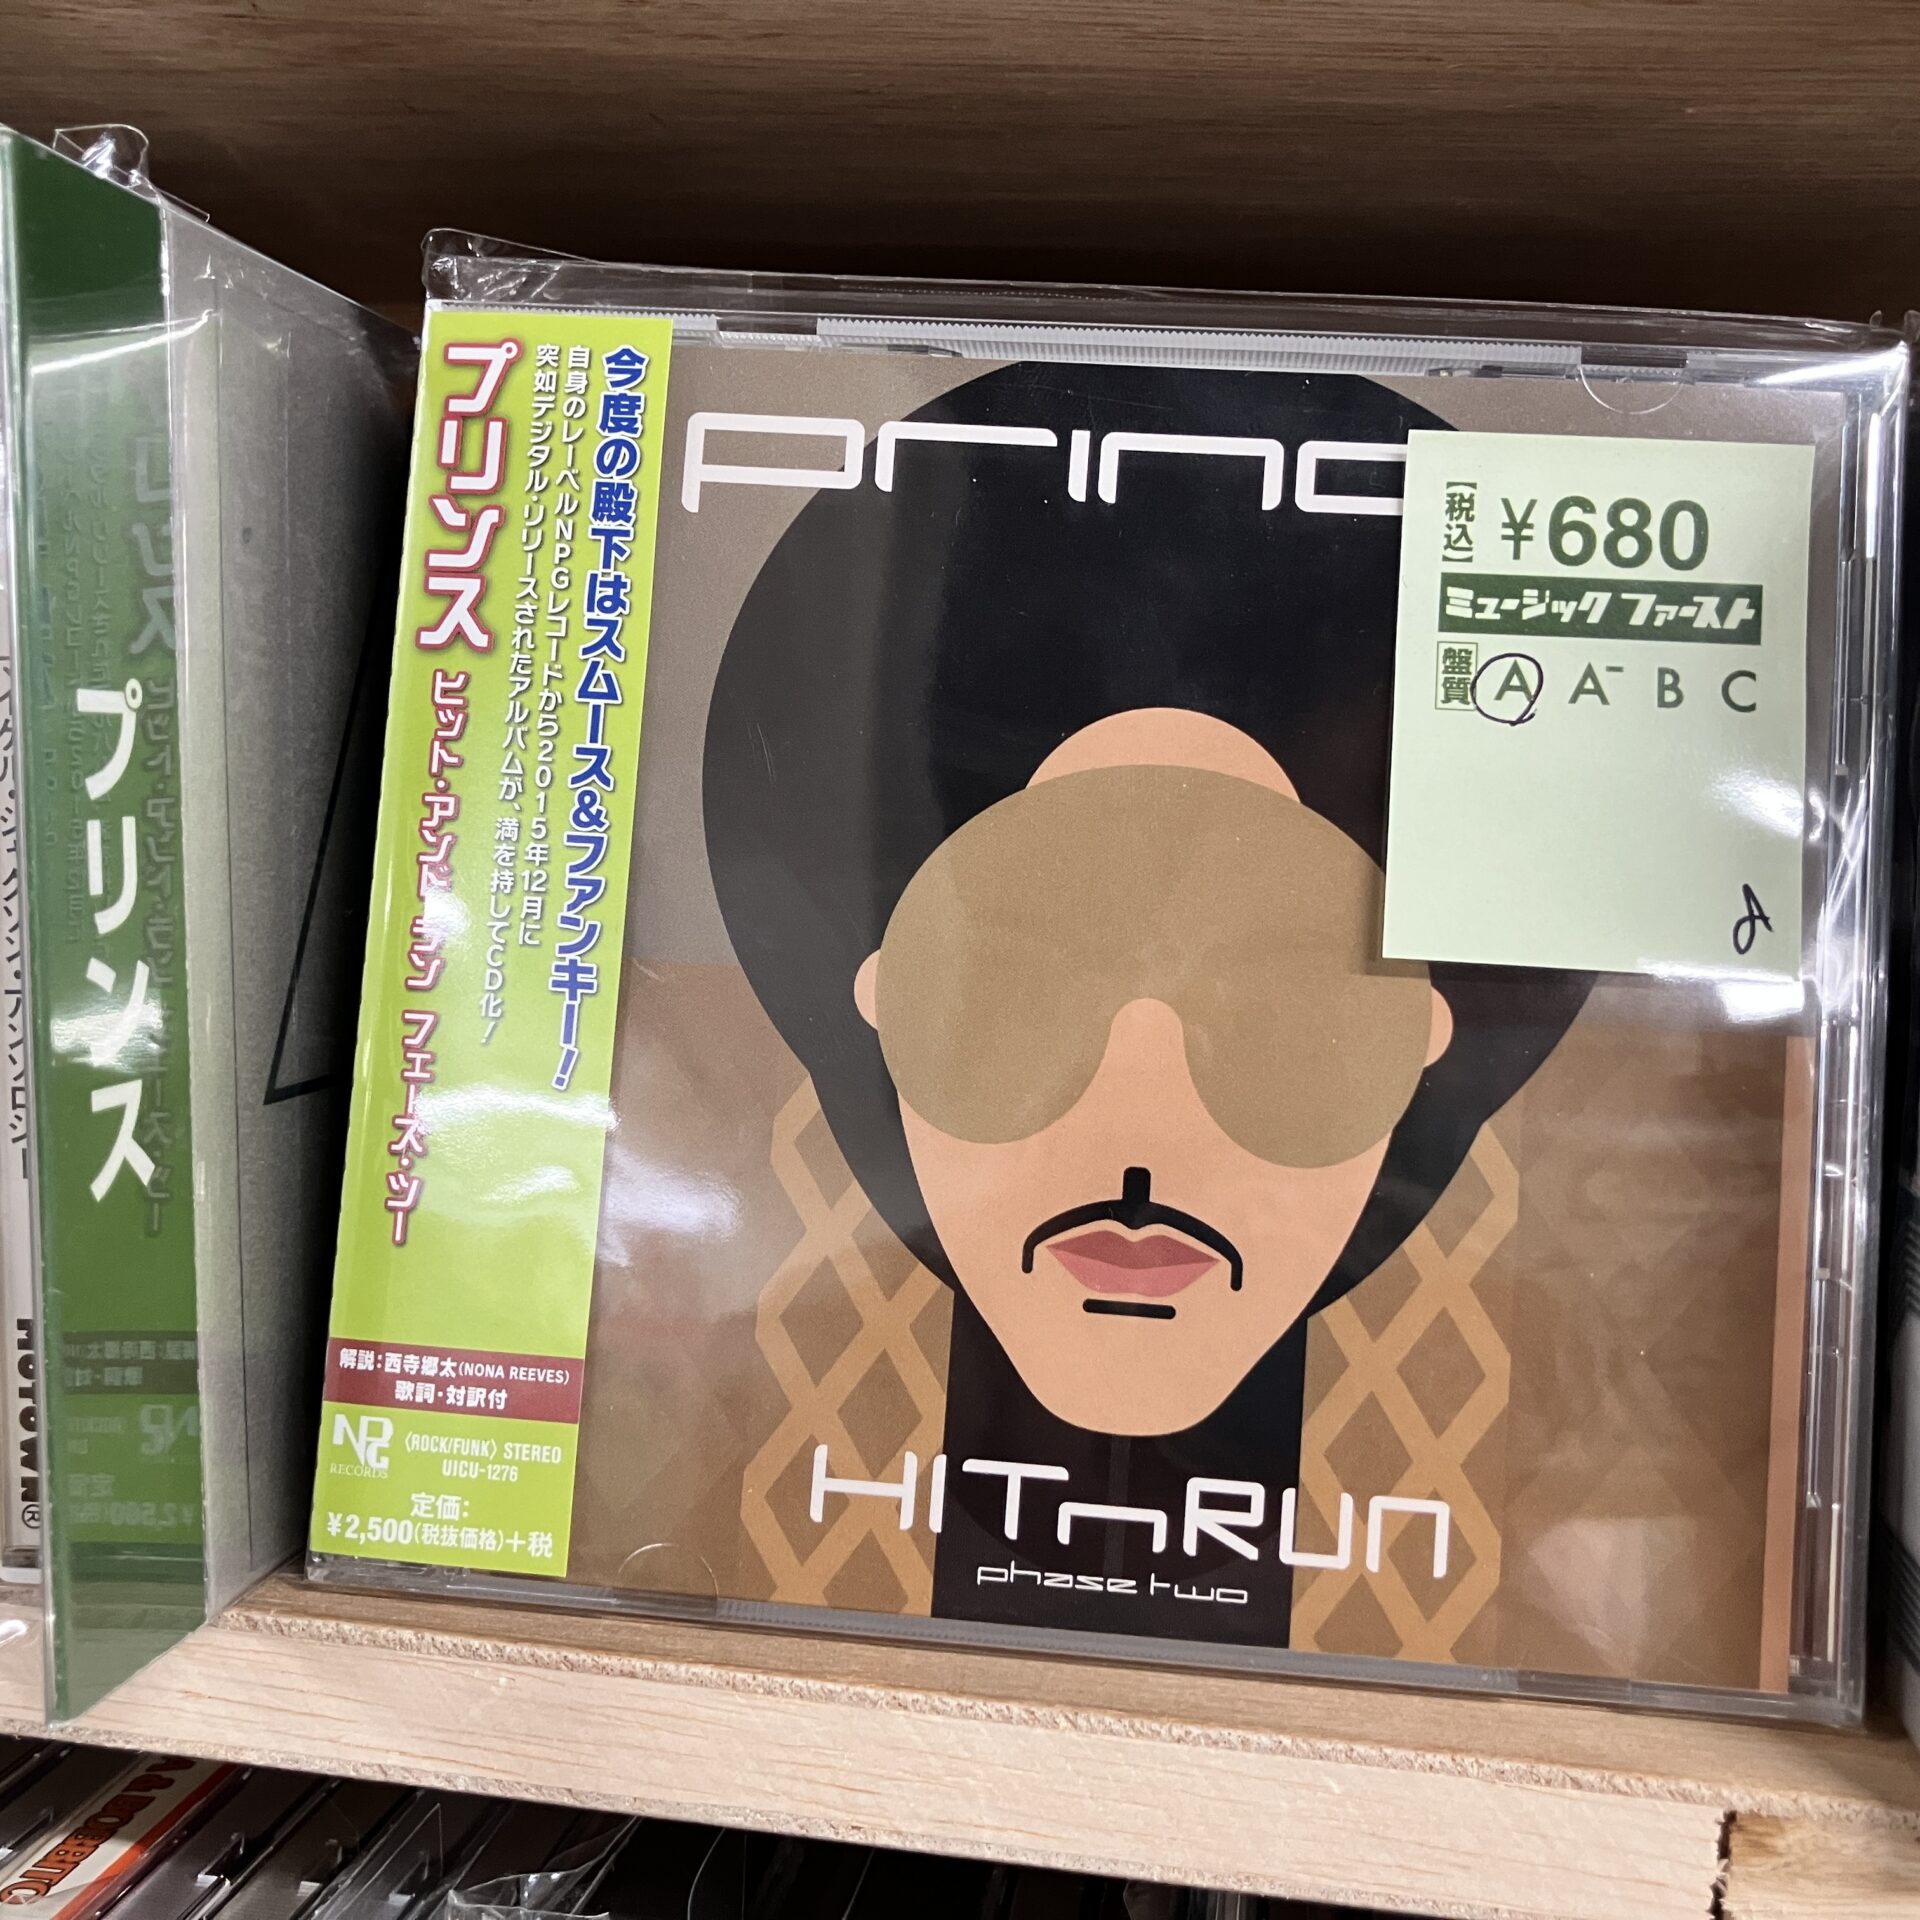 プリンス
プリンス ヒット・アンド・ラン フェーズ・ツー
今度の殿下はスムース&ファンキー!
自身のレーベルNPGレコードから2015年12月に
突如デジタル・リリースされたアルバムが、満を持してCD化!
解説:西寺郷太(NONA REEVES)
歌詞・対訳付
NPG
RECORDS
〈ROCK/FUNK〉 STEREO
UICU-1276
定価:
¥2,500(税抜価格)+税
princ
[税込] ¥680
ミュージックファースト
盤質 A A⁻ B C
HITnRUN
phase two
MOTOWN